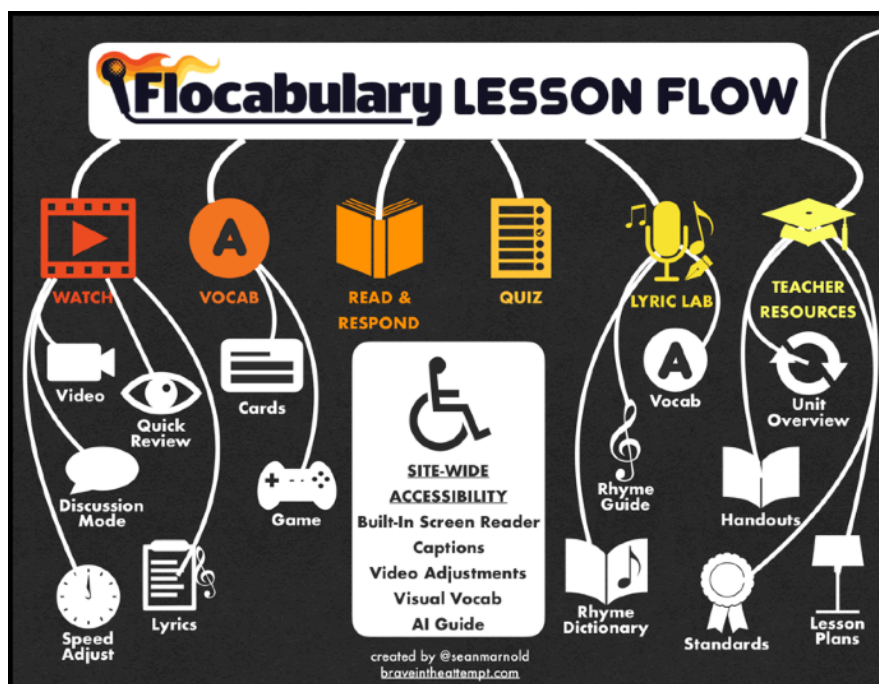 Flocabulary LESSON FLOW
WATCH
VOCAB
READ &
RESPOND
QUIZ
LYRIC LAB
TEACHER
RESOURCES
Video
Quick
Review
Discussion
Mode
Speed
Adjust
Lyrics
A
Cards
Game
SITE-WIDE
ACCESSIBILITY
Built-In Screen Reader
Captions
Video Adjustments
Visual Vocab
AI Guide
A
Vocab
Rhyme
Guide
Rhyme
Dictionary
Unit
Overview
Handouts
Standards
Lesson
Plans
created by @seanmarnold
braveintheattempt.com